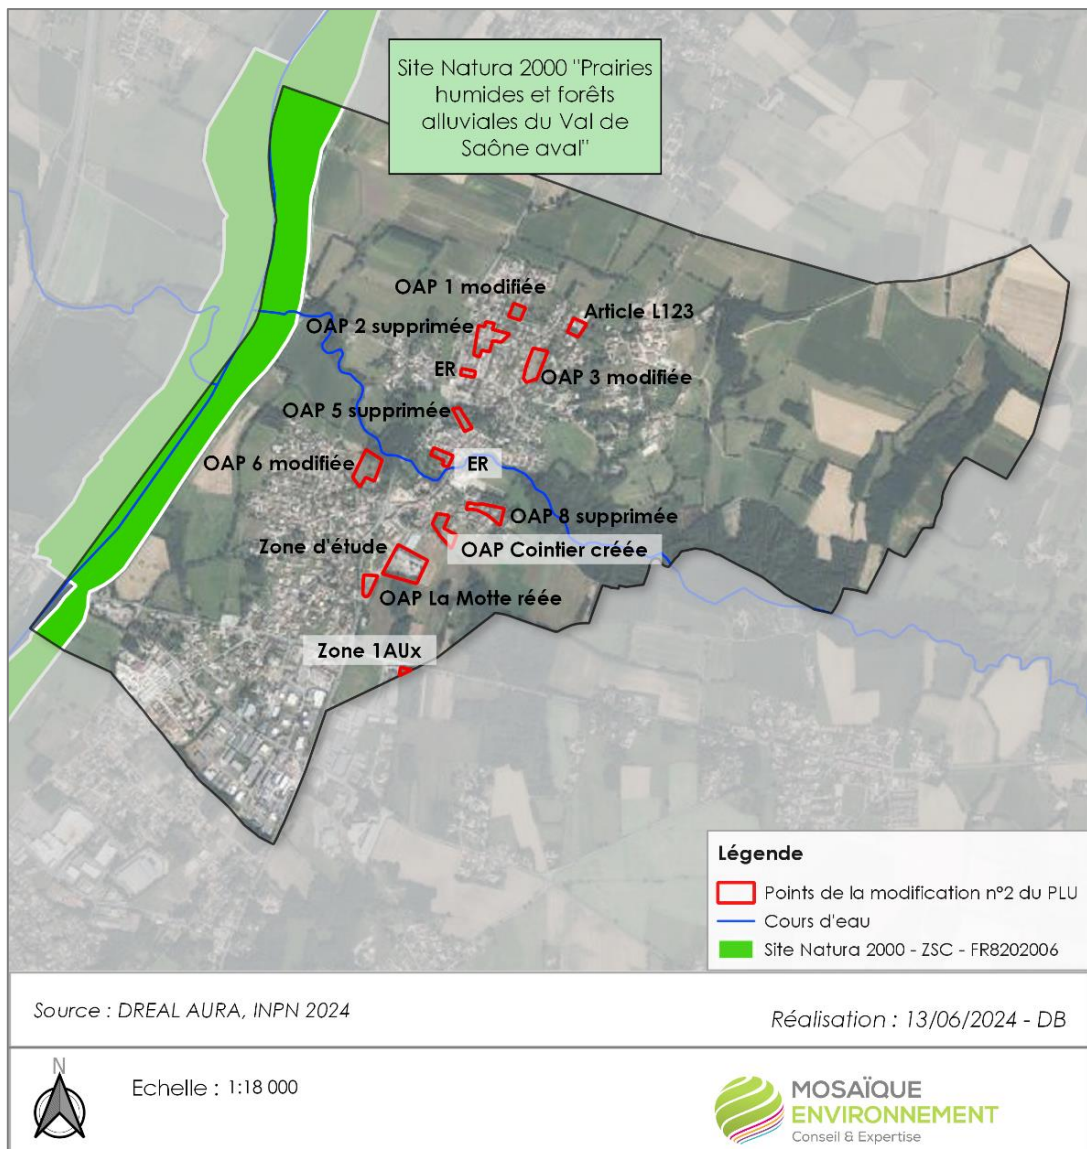 Site Natura 2000 "Prairies
humides et forêts
alluviales du Val de
Saône aval"
OAP 1 modifiée
Article L123
OAP 2 supprimée
ER
OAP 3 modifiée
OAP 5 supprimée
OAP 6 modifiée
ER
OAP 8 supprimée
Zone d'étude
OAP Cointier créée
OAP La Motte réée
Zone 1AUx
Légende
Points de la modification n°2 du PLU
Cours d'eau
Site Natura 2000 - ZSC - FR8202006
Source : DREAL AURA, INPN 2024
Réalisation : 13/06/2024 - DB
N
Echelle : 1:18 000
MOSAÏQUE
ENVIRONNEMENT
Conseil & Expertise